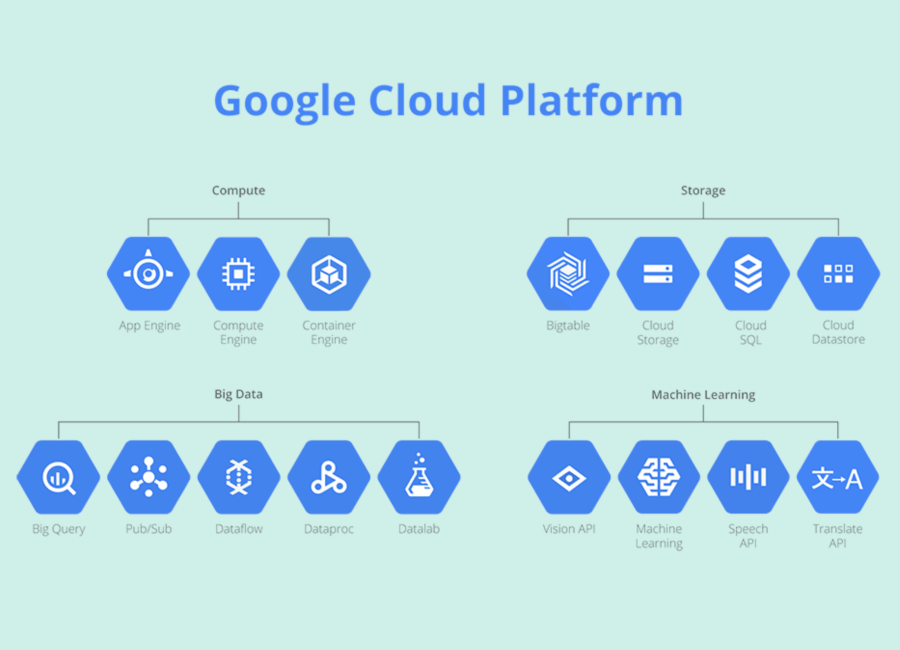 Google Cloud Platform
Compute
Storage
App Engine
Compute
Engine
Container
Engine
Bigtable
Cloud
Storage
Cloud
SQL
Cloud
Datastore
Big Data
Machine Learning
Big Query
Pub/Sub
Dataflow
Dataproc
Datalab
文→A
Vision API
Machine
Learning
Speech
API
Translate
API